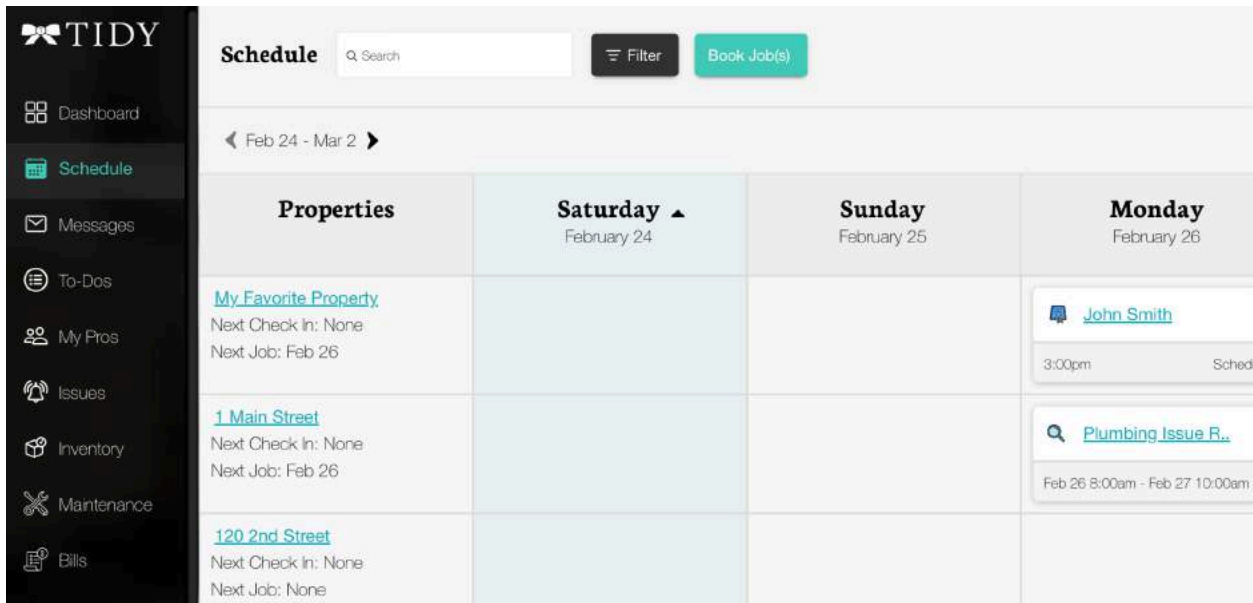 TIDY
Dashboard
Schedule
Messages
To-Dos
My Pros
Issues
Inventory
Maintenance
Bills
Schedule
Search
Filter
Book Job(s)
Feb 24 - Mar 2
Properties
Saturday
February 24
Sunday
February 25
Monday
February 26
My Favorite Property
Next Check In: None
Next Job: Feb 26
John Smith
3:00pm Sched
1 Main Street
Next Check In: None
Next Job: Feb 26
Plumbing Issue R..
Feb 26 8:00am - Feb 27 10:00am
120 2nd Street
Next Check In: None
Next Job: None